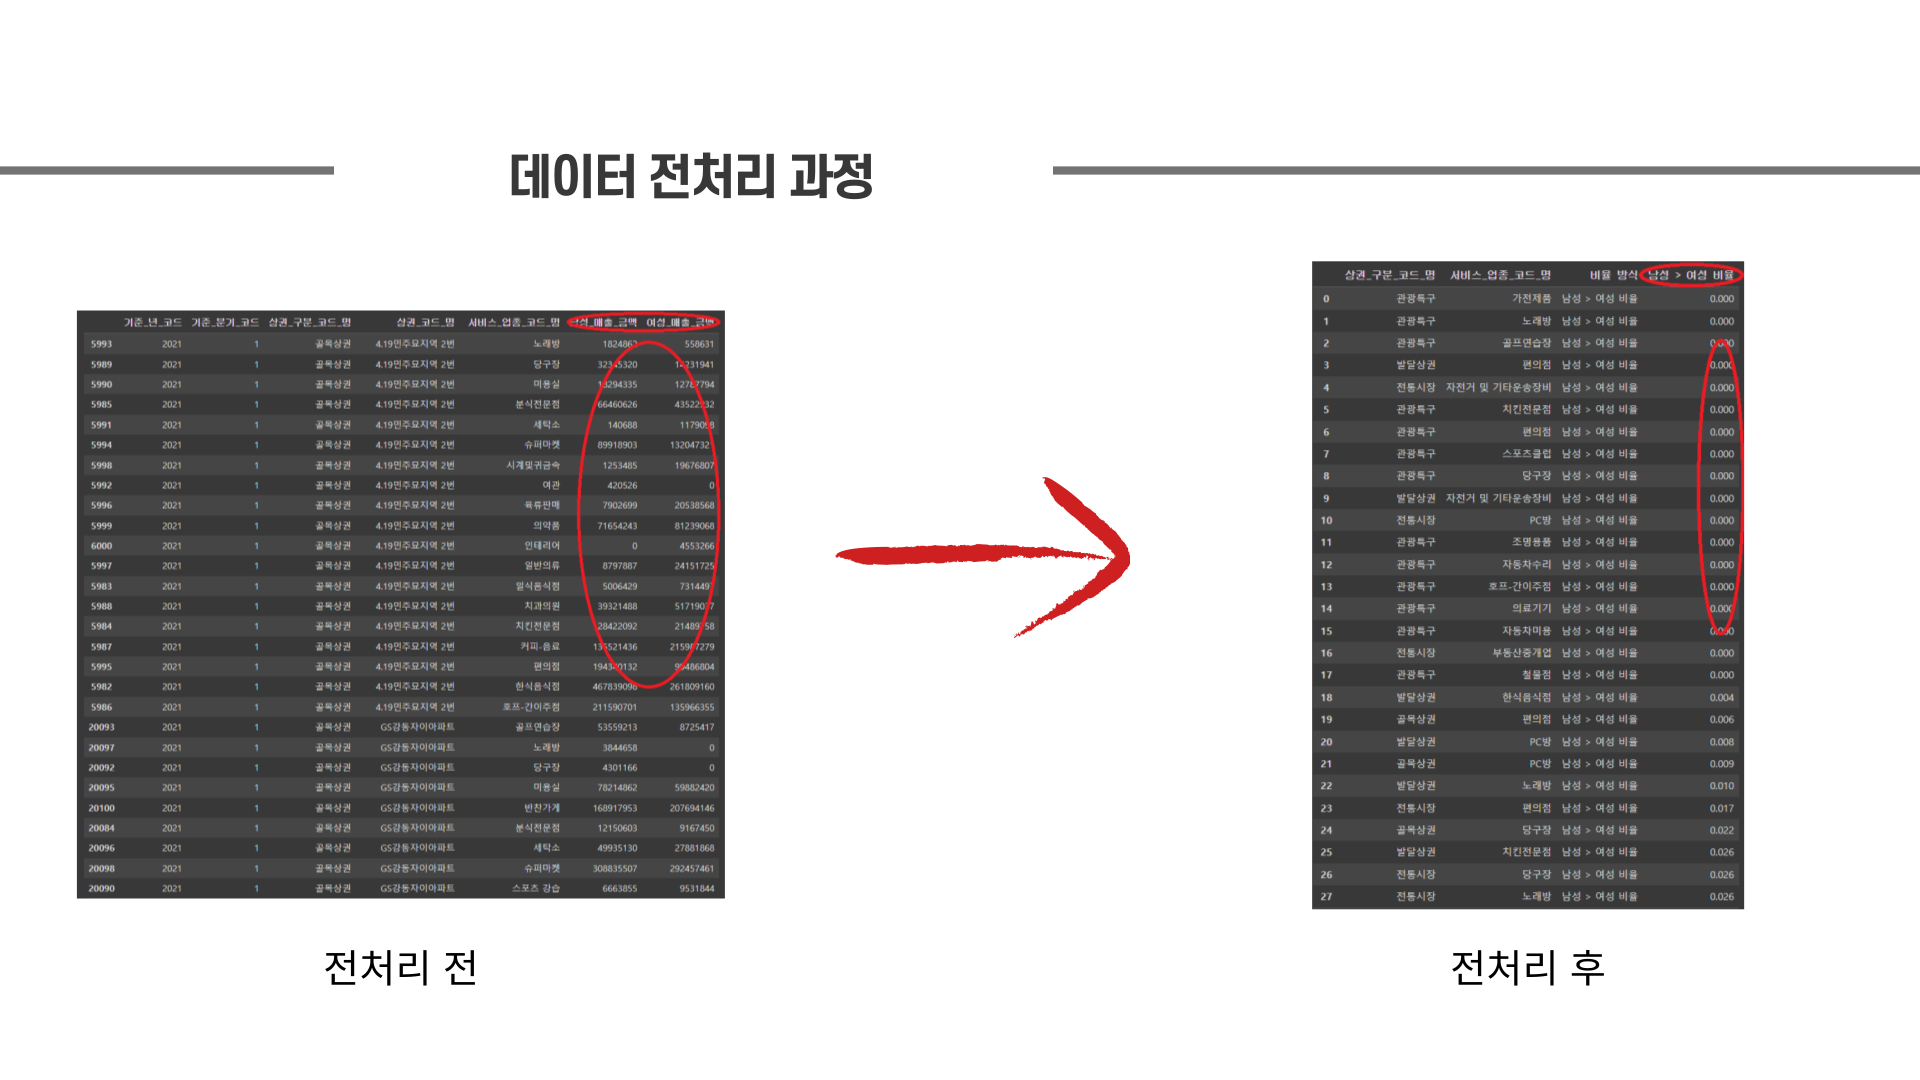 데이터 전처리 과정
기준_년_코드 기준_분기_코드 상권_구분_코드_명 상권_코드_명 서비스_업종_코드_명 남성_매출_금액 여성_매출_금액
5993 2021 1 골목상권 4.19민주묘지역 2번 노래방 1824862 558631
5989 2021 1 골목상권 4.19민주묘지역 2번 당구장 14231941
5990 2021 1 골목상권 4.19민주묘지역 2번 미용실 13294335 12787794
5985 2021 1 골목상권 4.19민주묘지역 2번 분식전문점 66460626
5991 2021 1 골목상권 4.19민주묘지역 2번 세탁소 140688
5994 2021 1 골목상권 4.19민주묘지역 2번 슈퍼마켓 89918903
5998 2021 1 골목상권 4.19민주묘지역 2번 시계및귀금속 1253485 19676807
5992 2021 1 골목상권 4.19민주묘지역 2번 여관 420526 0
5996 2021 1 골목상권 4.19민주묘지역 2번 육류판매 7902699 20538568
5999 2021 1 골목상권 4.19민주묘지역 2번 의약품 71654243 81239068
6000 2021 1 골목상권 4.19민주묘지역 2번 인테리어 0 4553266
5997 2021 1 골목상권 4.19민주묘지역 2번 일반의류 8797887 24151725
5983 2021 1 골목상권 4.19민주묘지역 2번 일식음식점 5006429
5988 2021 1 골목상권 4.19민주묘지역 2번 치과의원 39321488
5984 2021 1 골목상권 4.19민주묘지역 2번 치킨전문점 28422092
5987 2021 1 골목상권 4.19민주묘지역 2번 커피-음료
5995 2021 1 골목상권 4.19민주묘지역 2번 편의점
5982 2021 1 골목상권 4.19민주묘지역 2번 한식음식점 467839096 261809160
5986 2021 1 골목상권 4.19민주묘지역 2번 호프-간이주점 211590701 135966355
20093 2021 1 골목상권 GS강동자이아파트 골프연습장 53559213 8725417
20097 2021 1 골목상권 GS강동자이아파트 노래방 3844658 0
20092 2021 1 골목상권 GS강동자이아파트 당구장 4301166 0
20095 2021 1 골목상권 GS강동자이아파트 미용실 78214862 59882420
20100 2021 1 골목상권 GS강동자이아파트 반찬가게 168917953 207694146
20084 2021 1 골목상권 GS강동자이아파트 분식전문점 12150603 9167450
20096 2021 1 골목상권 GS강동자이아파트 세탁소 49935130 27881868
20098 2021 1 골목상권 GS강동자이아파트 슈퍼마켓 308835507 292457461
20090 2021 1 골목상권 GS강동자이아파트 스포츠 강습 6663855 9531844
전처리 전
상권_구분_코드_명 서비스_업종_코드_명 비율 방식 남성 > 여성 비율
0 관광특구 가전제품 남성 > 여성 비율 0.000
1 관광특구 노래방 남성 > 여성 비율 0.000
2 관광특구 골프연습장 남성 > 여성 비율 0.000
3 발달상권 편의점 남성 > 여성 비율 0.000
4 전통시장 자전거 및 기타운송장비 남성 > 여성 비율 0.000
5 관광특구 치킨전문점 남성 > 여성 비율 0.000
6 관광특구 편의점 남성 > 여성 비율 0.000
7 관광특구 스포츠클럽 남성 > 여성 비율 0.000
8 관광특구 당구장 남성 > 여성 비율 0.000
9 발달상권 자전거 및 기타운송장비 남성 > 여성 비율 0.000
10 전통시장 PC방 남성 > 여성 비율 0.000
11 관광특구 조명용품 남성 > 여성 비율 0.000
12 관광특구 자동차수리 남성 > 여성 비율 0.000
13 관광특구 호프-간이주점 남성 > 여성 비율 0.000
14 관광특구 의료기기 남성 > 여성 비율 0.000
15 관광특구 자동차미용 남성 > 여성 비율 0.000
16 전통시장 부동산중개업 남성 > 여성 비율 0.000
17 관광특구 철물점 남성 > 여성 비율 0.000
18 발달상권 한식음식점 남성 > 여성 비율 0.004
19 골목상권 편의점 남성 > 여성 비율 0.006
20 발달상권 PC방 남성 > 여성 비율 0.008
21 골목상권 PC방 남성 > 여성 비율 0.009
22 발달상권 노래방 남성 > 여성 비율 0.010
23 전통시장 편의점 남성 > 여성 비율 0.017
24 골목상권 당구장 남성 > 여성 비율 0.022
25 발달상권 치킨전문점 남성 > 여성 비율 0.026
26 전통시장 당구장 남성 > 여성 비율 0.026
27 전통시장 노래방 남성 > 여성 비율 0.026
전처리 후